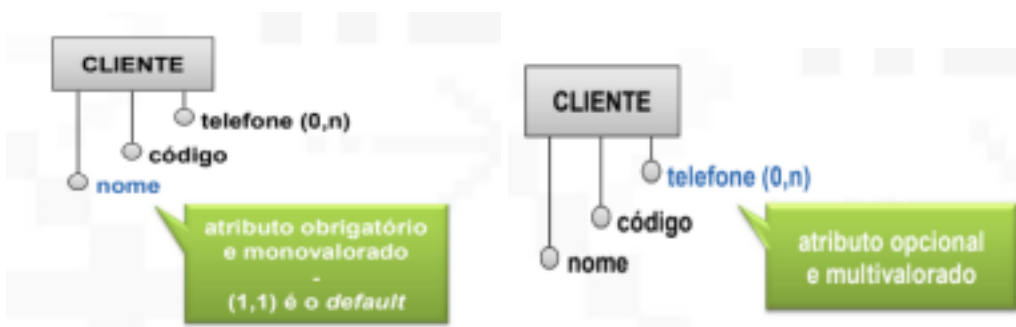 CLIENTE
telefone (0,n)
código
nome
atributo obrigatório
e monovalorado
-
(1,1) é o default
CLIENTE
telefone (0,n)
código
nome
atributo opcional
e multivalorado